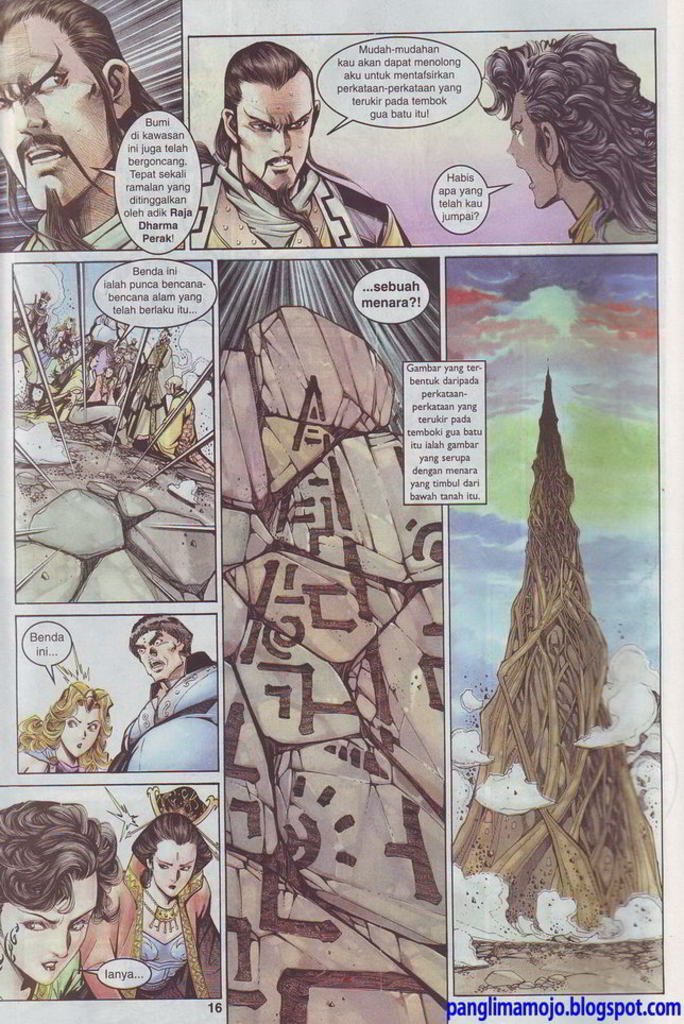 Bumi
di kawasan
ini juga telah
bergoncang.
Tepat sekali
ramalan yang
ditinggalkan
oleh adik Raja
Dharma
Perak!
Mudah-mudahan
kau akan dapat menolong
aku untuk mentafsirkan
perkataan-perkataan yang
terukir pada tembok
gua batu itu!
Habis
apa yang
telah kau
jumpai?
Benda ini
ialah punca bencana-
bencana alam yang
telah berlaku itu...
Benda
ini...
Ianya...
...sebuah
menara?!
Gambar yang ter-
bentuk daripada
perkataan-
perkataan yang
terukir pada
temboki gua batu
itu ialah gambar
yang serupa
dengan menara
yang timbul dari
bawah tanah itu.
16
panglimamojo.blogspot.com